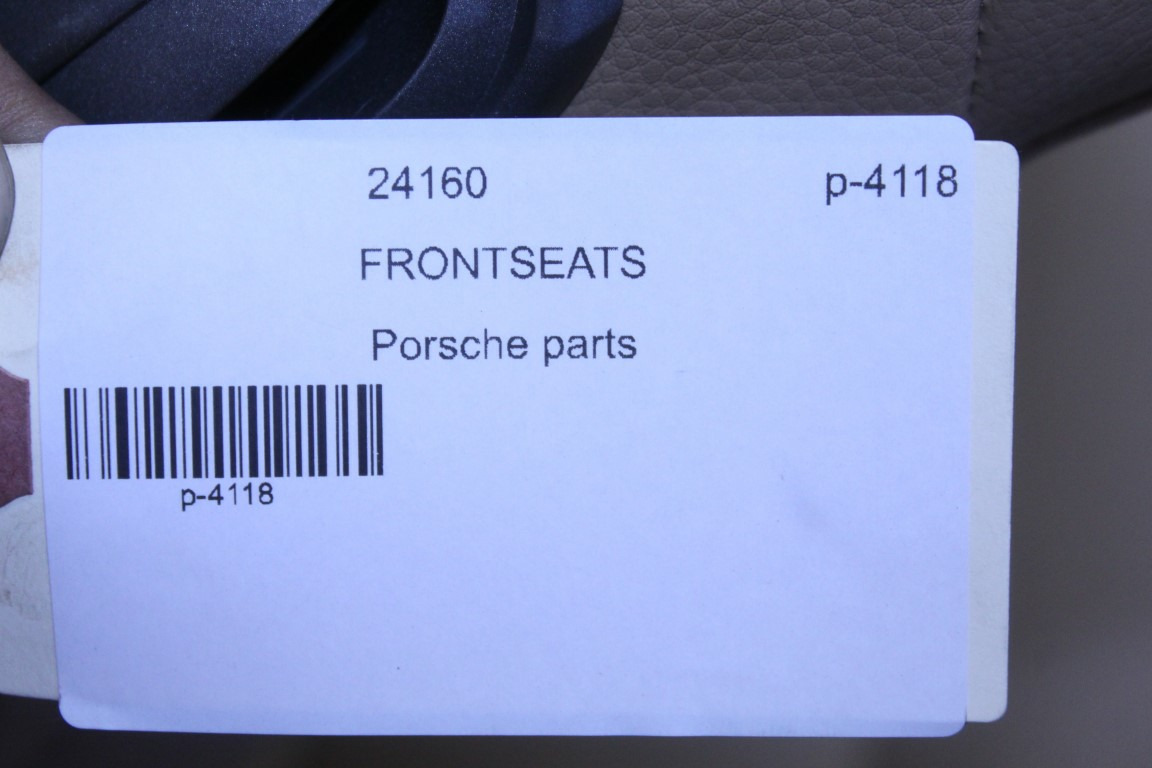 24160 p-4118
FRONTSEATS
Porsche parts
p-4118